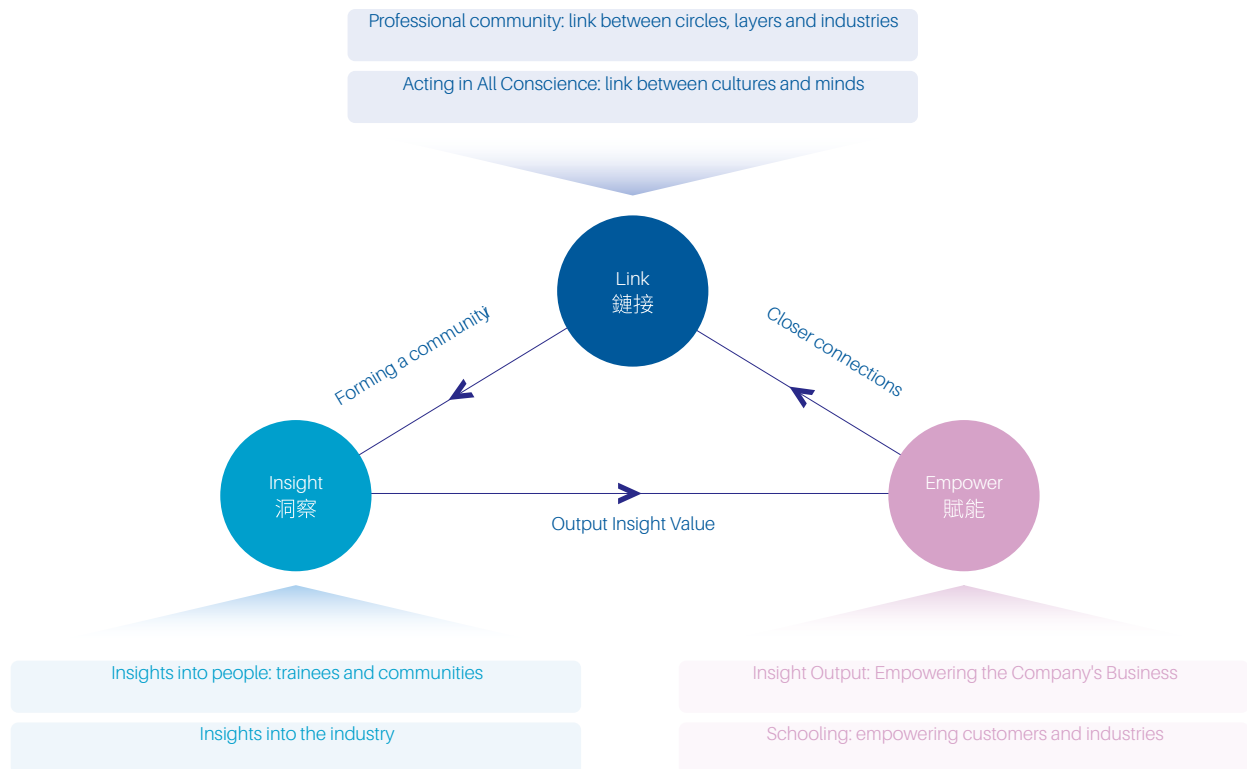 Professional community: link between circles, layers and industries
Acting in All Conscience: link between cultures and minds
Link
鏈接
Forming a community
Closer connections
Insight
洞察
Empower
賦能
Output Insight Value
Insights into people: trainees and communities
Insight Output: Empowering the Company's Business
Insights into the industry
Schooling: empowering customers and industries